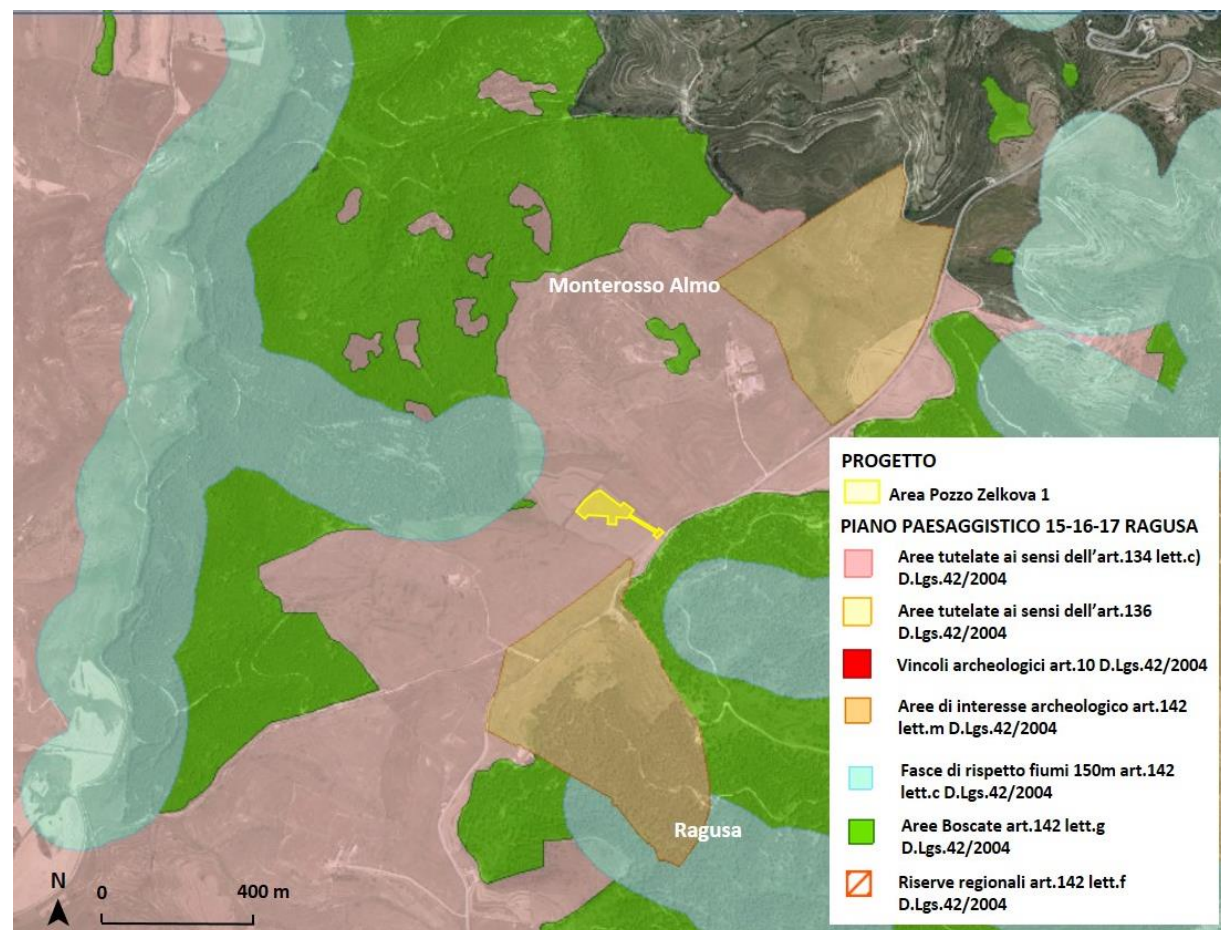 Monterosso Almo
Ragusa
N
0
400 m
PROGETTO
Area Pozzo Zelkova 1
PIANO PAESAGGISTICO 15-16-17 RAGUSA
Aree tutelate ai sensi dell'art.134 lett.c)
D.Lgs.42/2004
Aree tutelate ai sensi dell'art.136
D.Lgs.42/2004
Vincoli archeologici art.10 D.Lgs.42/2004
Aree di interesse archeologico art.142
lett.m D.Lgs.42/2004
Fasce di rispetto fiumi 150m art.142
lett.c D.Lgs.42/2004
Aree Boscate art.142 lett.g
D.Lgs.42/2004
Riserve regionali art.142 lett.f
D.Lgs.42/2004